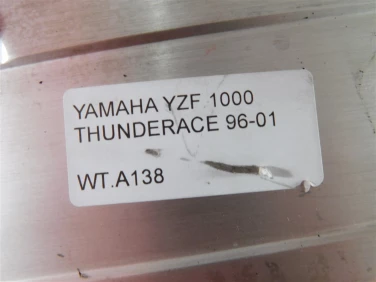 YAMAHA YZF 1000
THUNDERACE 96-01
WT.A138